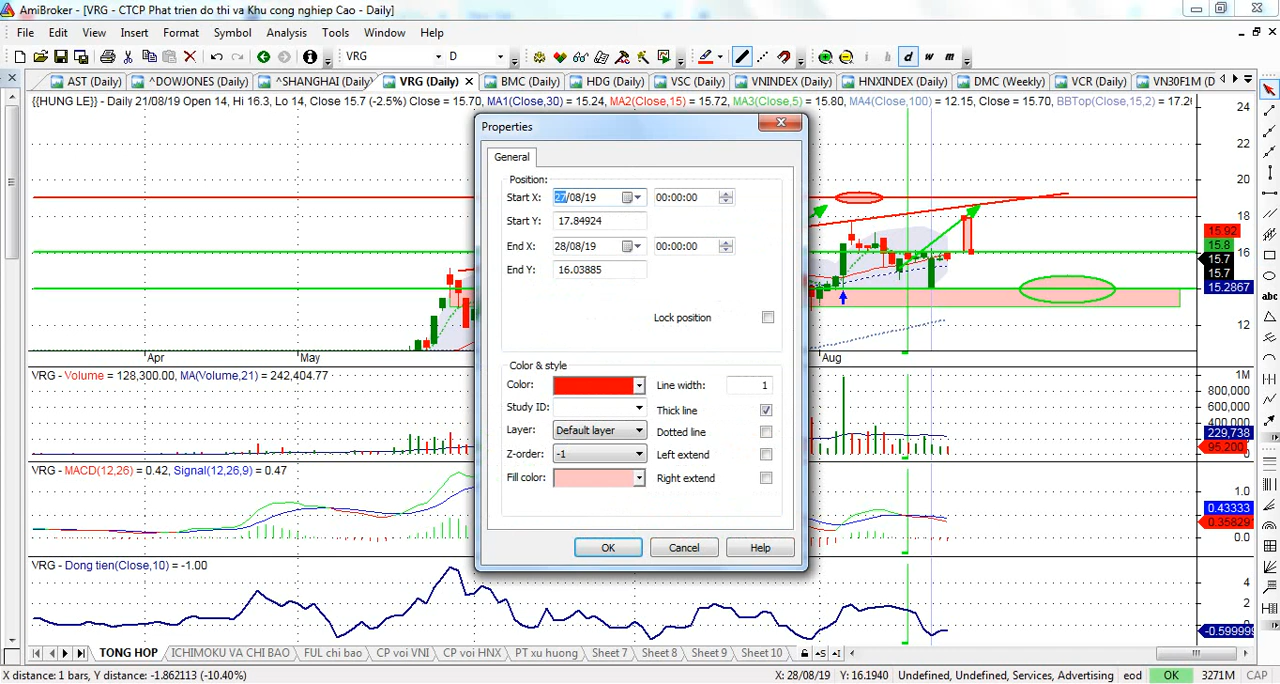 AmiBroker - [VRG - CTCP Phat trien do thi va Khu cong nghiep Cao - Daily]
File Edit View Insert Format Symbol Analysis Tools Window Help
VRG D i h d w m
AST (Daily) ^DOWJONES (Daily) ^SHANGHAI (Daily) VRG (Daily) BMC (Daily) HDG (Daily) VSC (Daily) VNINDEX (Daily) HNXINDEX (Daily) DMC (Weekly) VCB (Daily) VN30F1M (D
{{HUNG LE}} - Daily 21/08/19 Open 14, Hi 16.3, Lo 14, Close 15.7 (-2.5%) Close = 15.70, MA1(Close,30) = 15.24, MA2(Close,15) = 15.72, MA3(Close,5) = 15.80, MA4(Close,100) = 12.15, Close = 15.70, BBTop(Close,15,2) = 17.2
24
22
20
18
15.92
16
15.8
15.7
15.7
15.2867
12
Apr May Aug
Properties
General
Position:
Start X: 27/08/19 00:00:00
Start Y: 17.84924
End X: 28/08/19 00:00:00
End Y: 16.03885
Lock position
Color & style
Color: Line width: 1
Study ID: Thick line
Layer: Default layer Dotted line
Z-order: -1 Left extend
Fill color: Right extend
OK Cancel Help
VRG - Volume = 128,300.00, MA(Volume,21) = 242,404.77
1M
800,000
600,000
400,000
229,738
95,200
VRG - MACD(12,26) = 0.42, Signal(12,26,9) = 0.47
1.0
0.43333
0.35829
0.0
VRG - Dong tien(Close,10) = -1.00
4
2
-0.599999
TONG HOP ICHIMOKU VA CHI BAO FUL chi bao CP voi VNI CP voi HNX PT xu huong Sheet 7 Sheet 8 Sheet 9 Sheet 10
X distance: 1 bars, Y distance: -1.862113 (-10.40%) X: 28/08/19 Y: 16.1940 Undefined, Undefined, Services, Advertising eod OK 3271M CAP
abc